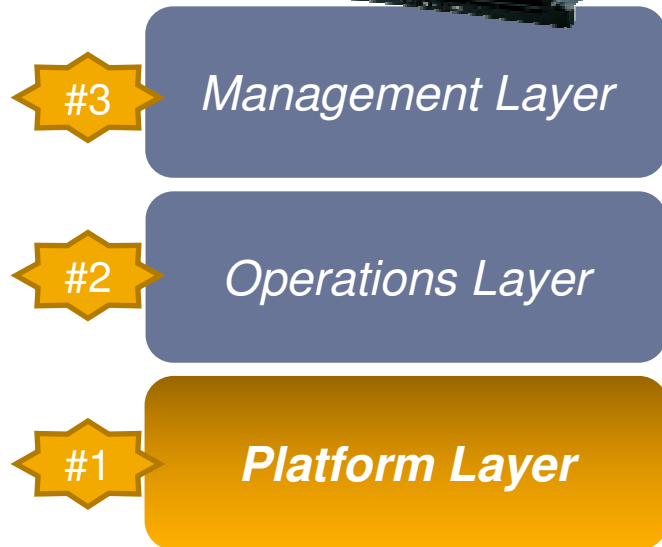 #3 Management Layer
#2 Operations Layer
#1 Platform Layer